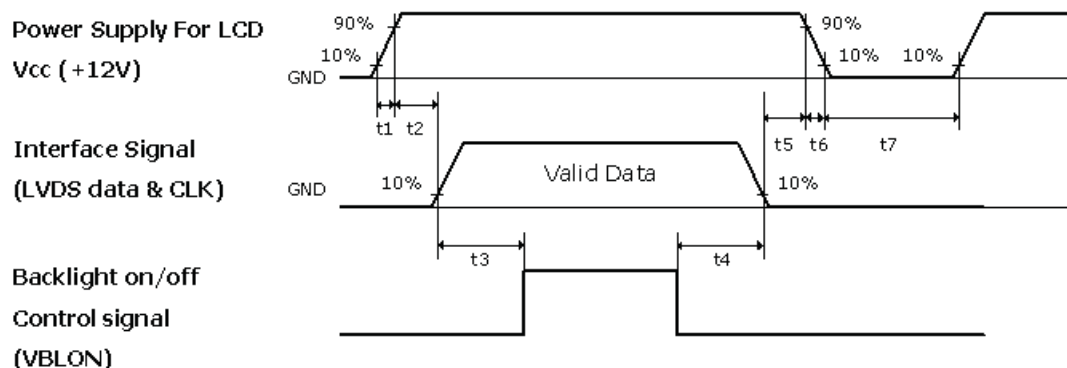 Power Supply For LCD
Vcc (+12V)
90%
10%
GND
90%
10%
10%
t1
t2
t5
t6
t7
Interface Signal
(LVDS data & CLK)
GND
10%
Valid Data
10%
t3
t4
Backlight on/off
Control signal
(VBLON)